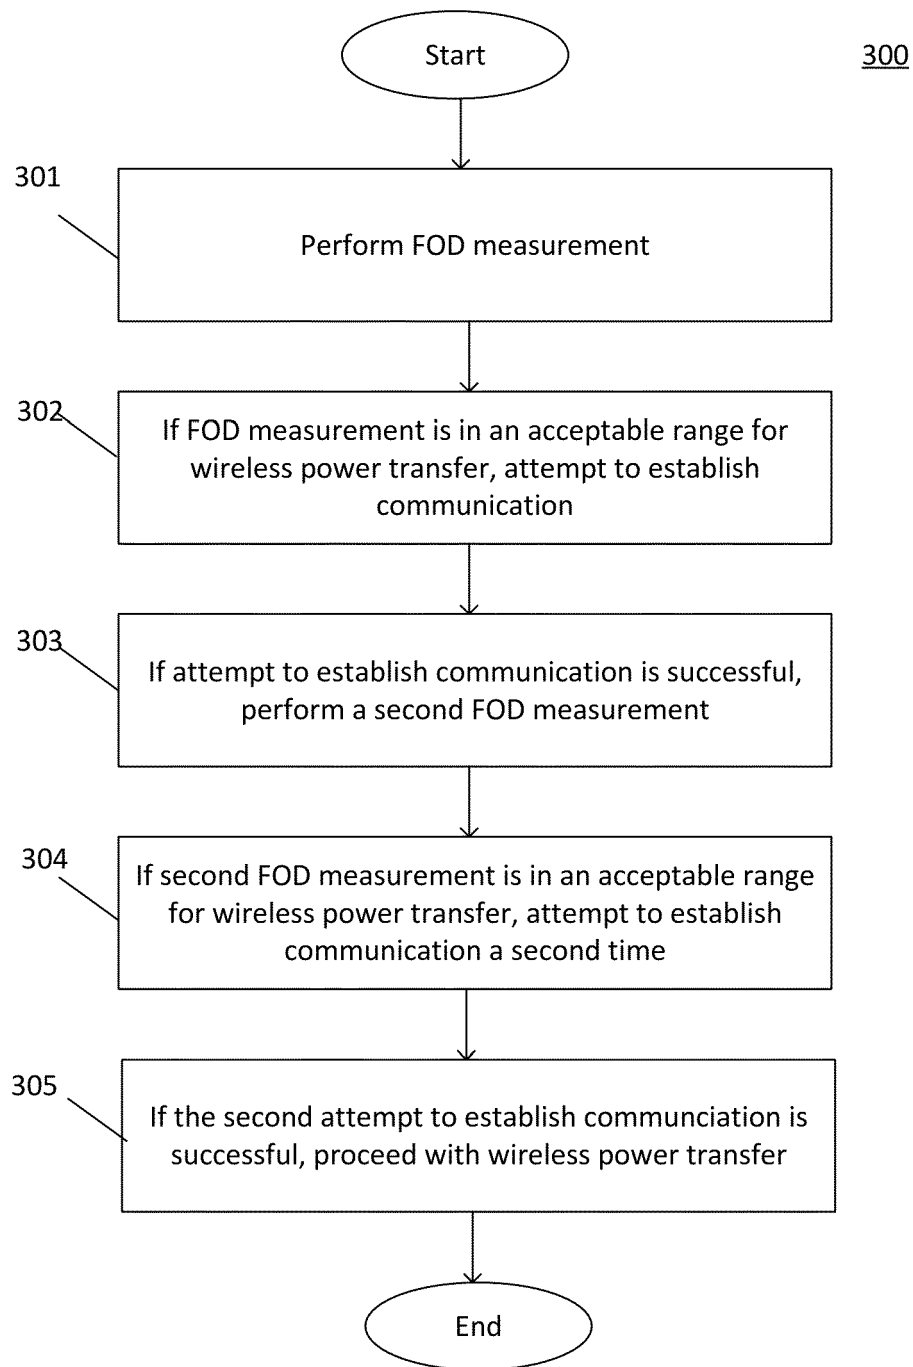 Start
300
301
Perform FOD measurement
302
If FOD measurement is in an acceptable range for
wireless power transfer, attempt to establish
communication
303
If attempt to establish communication is successful,
perform a second FOD measurement
304
If second FOD measurement is in an acceptable range
for wireless power transfer, attempt to establish
communication a second time
305
If the second attempt to establish communciation is
successful, proceed with wireless power transfer
End